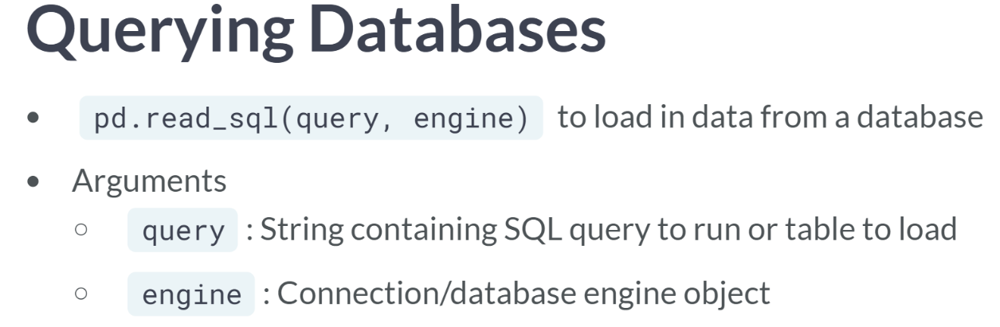 Querying Databases
• pd.read_sql(query, engine) to load in data from a database
• Arguments
○ query : String containing SQL query to run or table to load
○ engine : Connection/database engine object